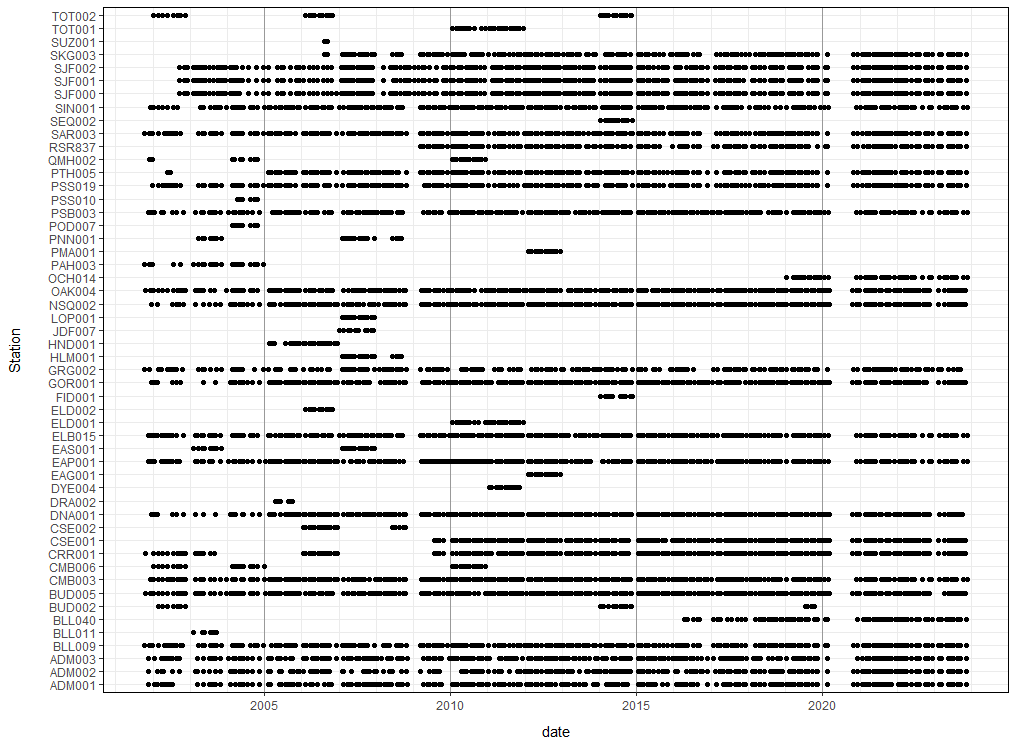 TOT002
TOT001
SUZ001
SKG003
SJF002
SJF001
SJF000
SIN001
SEQ002
SAR003
RSR837
QMH002
PTH005
PSS019
PSS010
PSB003
POD007
PNN001
PMA001
PAH003
OCH014
OAK004
NSQ002
LOP001
JDF007
HND001
HLM001
GRG002
GOR001
FID001
ELD002
ELD001
ELB015
EAS001
EAP001
EAG001
DYE004
DRA002
DNA001
CSE002
CSE001
CRR001
CMB006
CMB003
BUD005
BUD002
BLL040
BLL011
BLL009
ADM003
ADM002
ADM001
Station
2005 2010 2015 2020
date